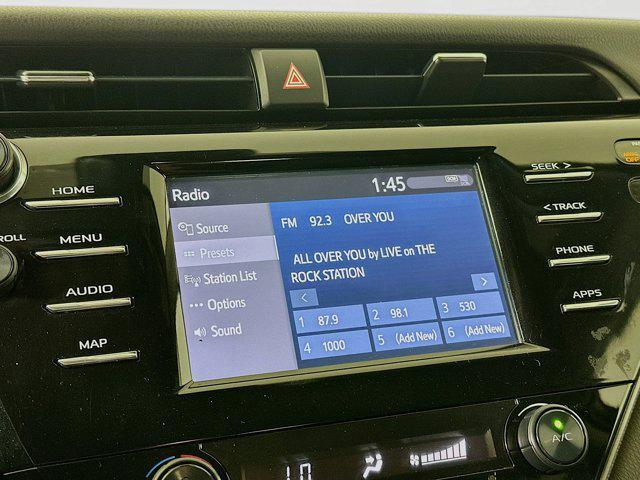 HOME
MENU
AUDIO
MAP
Radio
1:45
Source
Presets
Station List
Options
Sound
FM 92.3 OVER YOU
ALL OVER YOU by LIVE on THE
ROCK STATION
< >
1 87.9
2 98.1
3 530
4 1000
5 (Add New)
6 (Add New)
SEEK >
< TRACK
PHONE
APPS
OFF
A/C